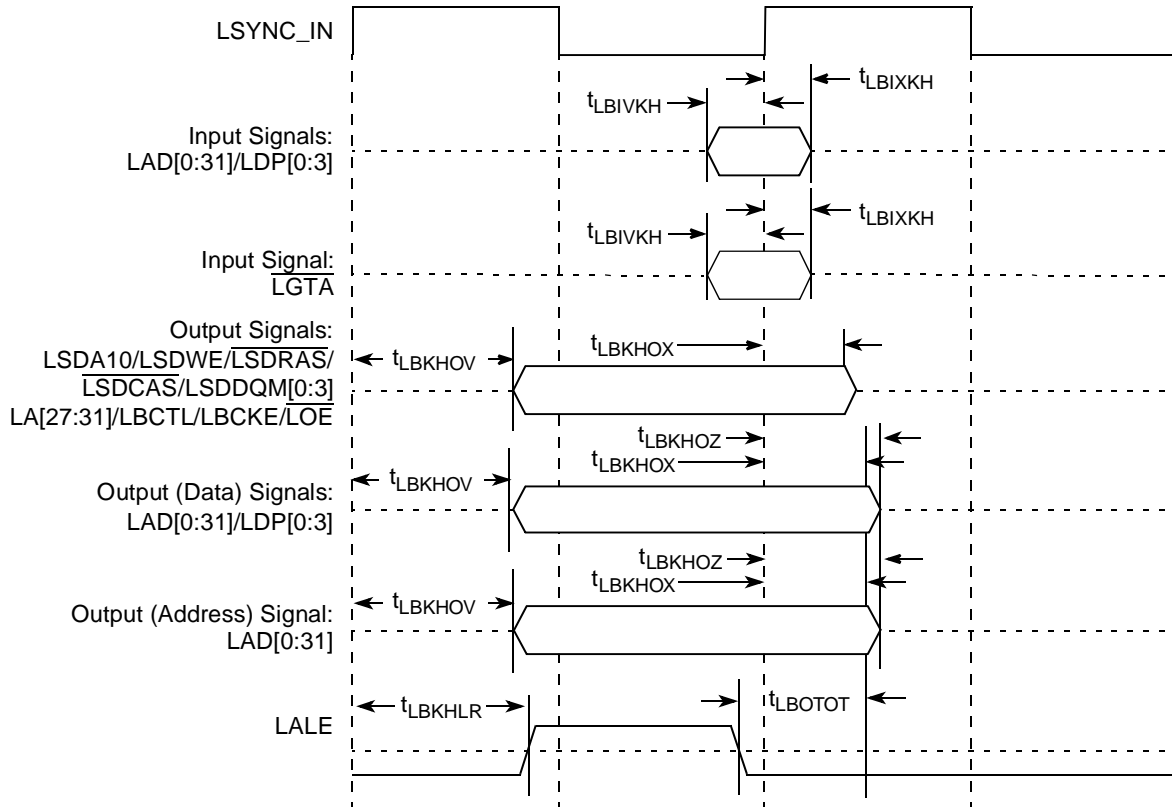 LSYNC_IN
tLBIXKH
tLBIVKH
Input Signals:
LAD[0:31]/LDP[0:3]
tLBIXKH
tLBIVKH
Input Signal:
LGTA
Output Signals:
LSDA10/LSDWE/LSDRAS/
LSDCAS/LSDDQM[0:3]
LA[27:31]/LBCTL/LBCKE/LOE
tLBKHOV
tLBKHOX
tLBKHOZ
tLBKHOX
tLBKHOV
Output (Data) Signals:
LAD[0:31]/LDP[0:3]
tLBKHOZ
tLBKHOX
tLBKHOV
Output (Address) Signal:
LAD[0:31]
tLBKHLR
tLBOTOT
LALE